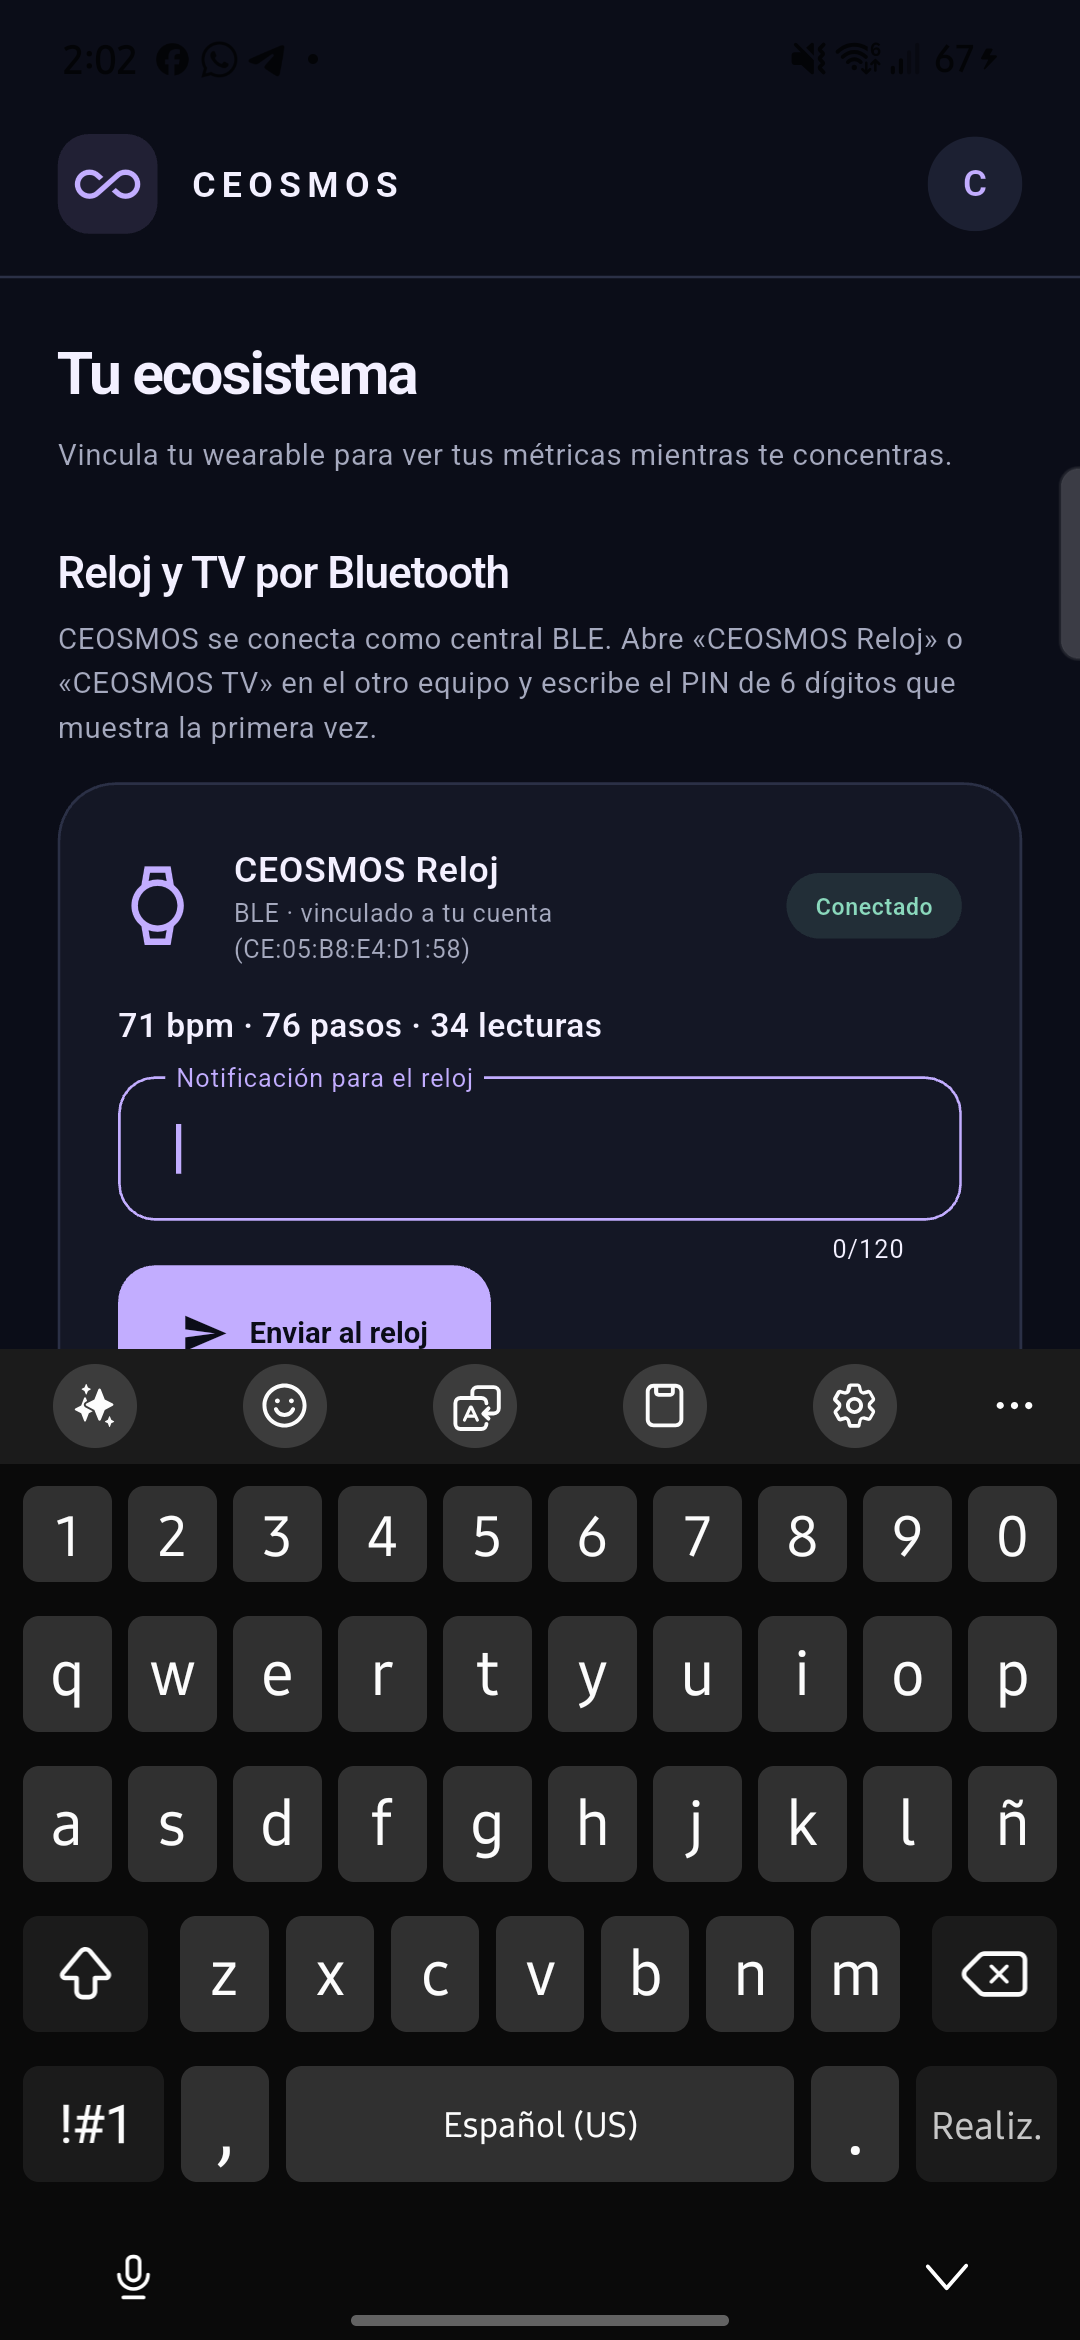 2:02
67
CEOSMOS
C
Tu ecosistema
Vincula tu wearable para ver tus métricas mientras te concentras.
Reloj y TV por Bluetooth
CEOSMOS se conecta como central BLE. Abre «CEOSMOS Reloj» o
«CEOSMOS TV» en el otro equipo y escribe el PIN de 6 dígitos que
muestra la primera vez.
CEOSMOS Reloj
BLE · vinculado a tu cuenta
(CE:05:B8:E4:D1:58)
Conectado
71 bpm · 76 pasos · 34 lecturas
Notificación para el reloj
0/120
Enviar al reloj
1 2 3 4 5 6 7 8 9 0
q w e r t y u i o p
a s d f g h j k l ñ
z x c v b n m
!#1 , Español (US) . Realiz.